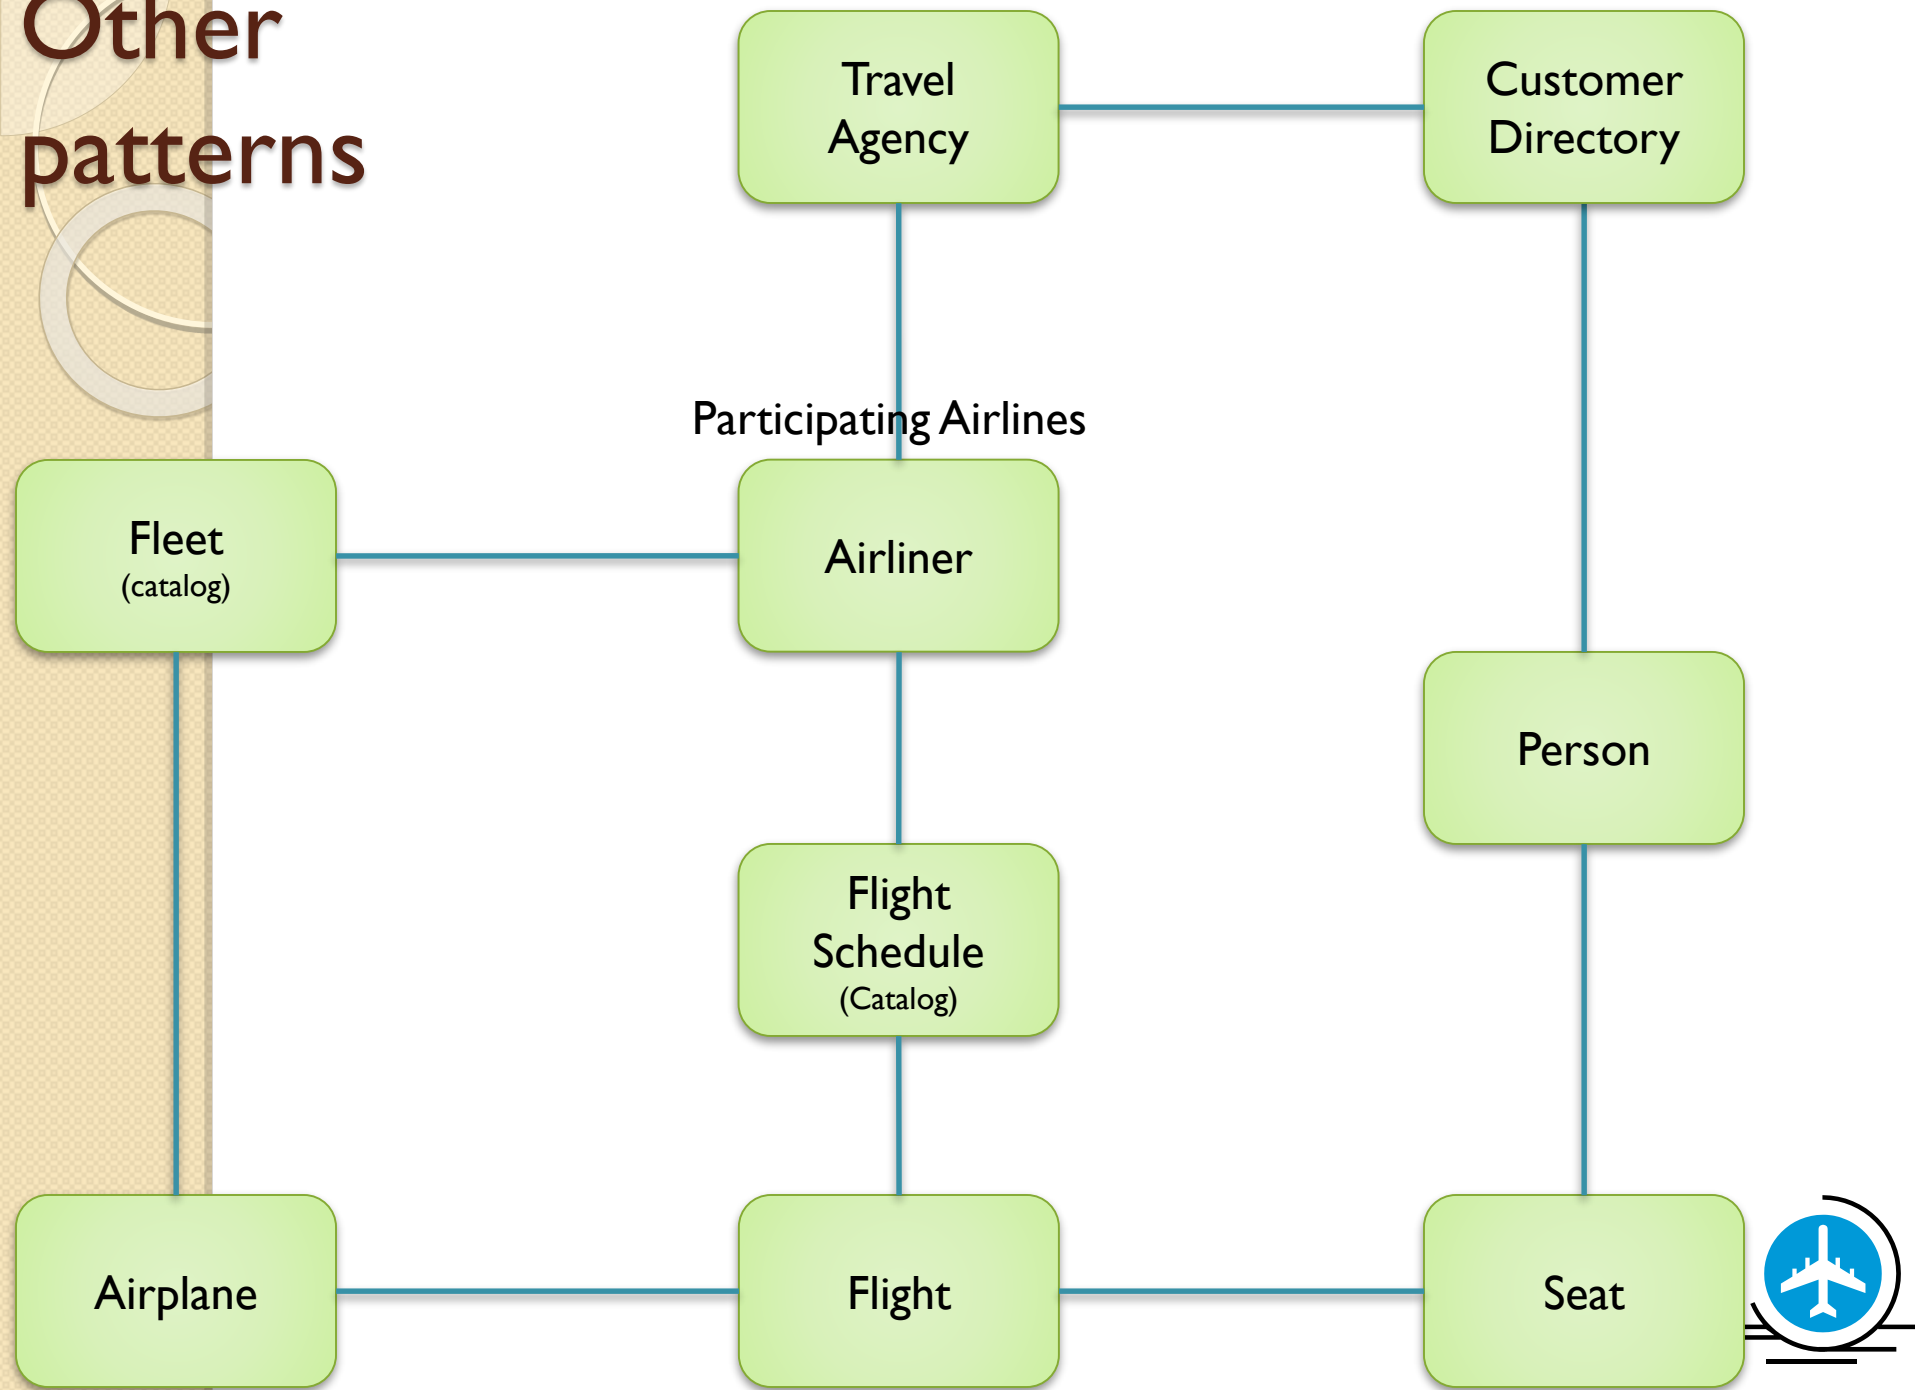 Other
patterns
Travel
Agency
Customer
Directory
Participating Airlines
Fleet
(catalog)
Airliner
Person
Flight
Schedule
(Catalog)
Airplane
Flight
Seat